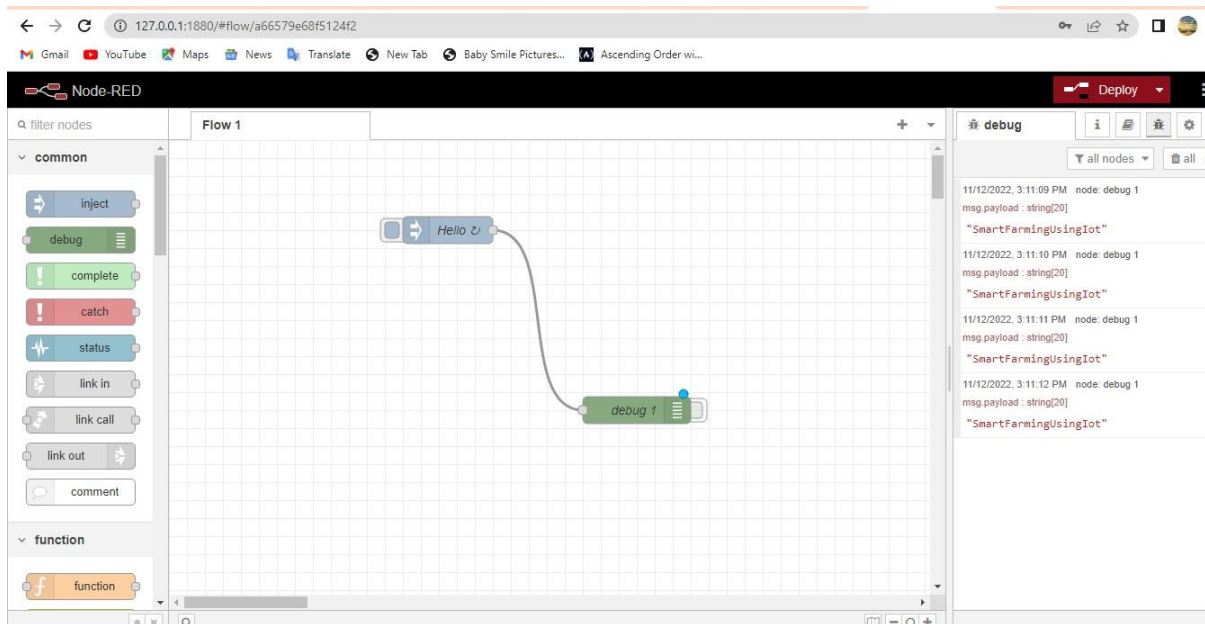 127.0.0.1:1880/#flow/a66579e68f5124f2
Gmail YouTube Maps News Translate New Tab Baby Smile Pictures... Ascending Order wi...
Node-RED Deploy
filter nodes Flow 1 debug
all nodes all
common
inject
debug
complete
catch
status
link in
link call
link out
comment
function
function
Hello ↻
debug 1
11/12/2022, 3:11:09 PM node: debug 1
msg.payload : string[20]
"SmartFarmingUsingIot"
11/12/2022, 3:11:10 PM node: debug 1
msg.payload : string[20]
"SmartFarmingUsingIot"
11/12/2022, 3:11:11 PM node: debug 1
msg.payload : string[20]
"SmartFarmingUsingIot"
11/12/2022, 3:11:12 PM node: debug 1
msg.payload : string[20]
"SmartFarmingUsingIot"